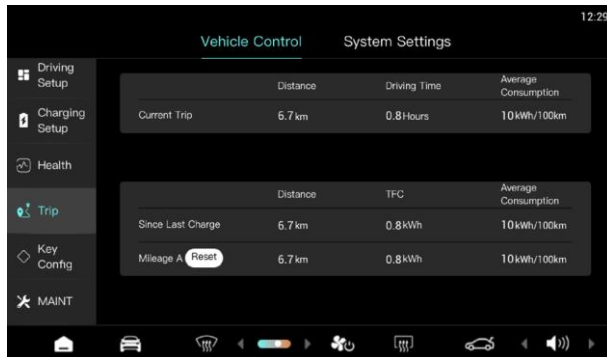 12:29
Vehicle Control System Settings
Driving
Setup
Charging
Setup
Health
Trip
Key
Config
MAINT
Distance Driving Time Average
Consumption
Current Trip 6.7 km 0.8 Hours 10 kWh/100km
Distance TFC Average
Consumption
Since Last Charge 6.7 km 0.8 kWh 10 kWh/100km
Mileage A Reset 6.7 km 0.8 kWh 10 kWh/100km